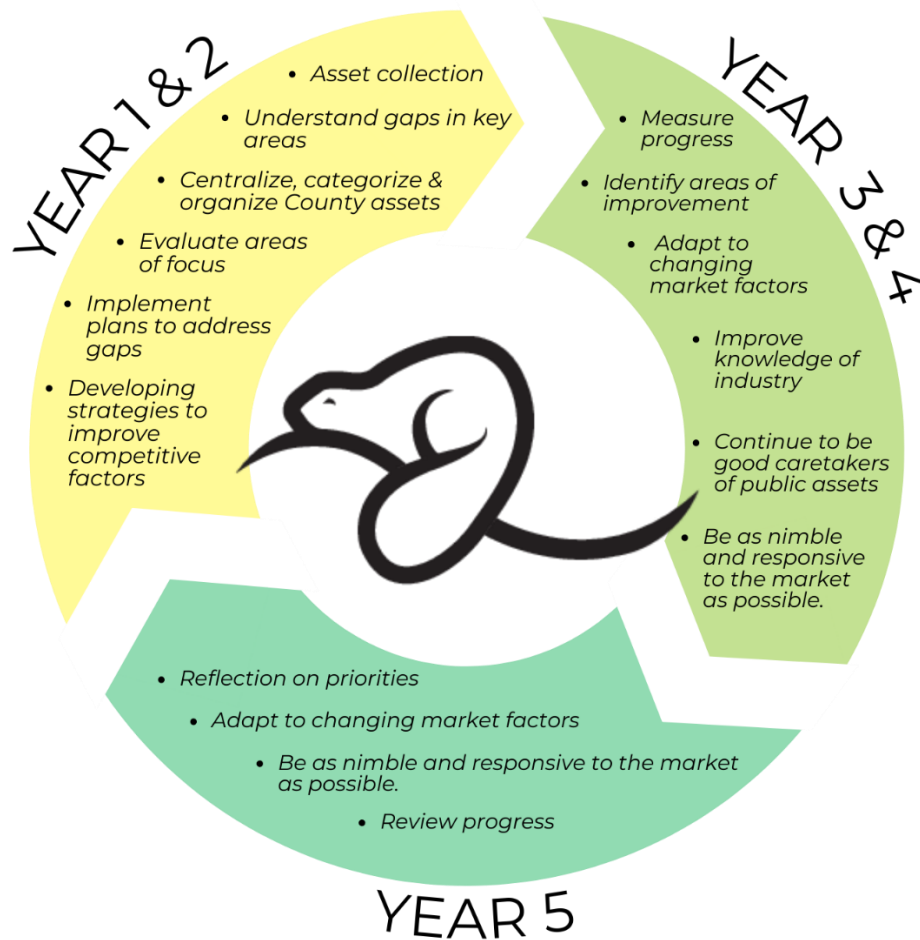 YEAR 1 & 2
• Asset collection
• Understand gaps in key
areas
• Centralize, categorize &
organize County assets
• Evaluate areas
of focus
• Implement
plans to address
gaps
• Developing
strategies to
improve
competitive
factors
YEAR 3 & 4
• Measure
progress
• Identify areas of
improvement
• Adapt to
changing
market factors
• Improve
knowledge of
industry
• Continue to be
good caretakers
of public assets
• Be as nimble
and responsive
to the market
as possible.
• Reflection on priorities
• Adapt to changing market factors
• Be as nimble and responsive to the market
as possible.
• Review progress
YEAR 5